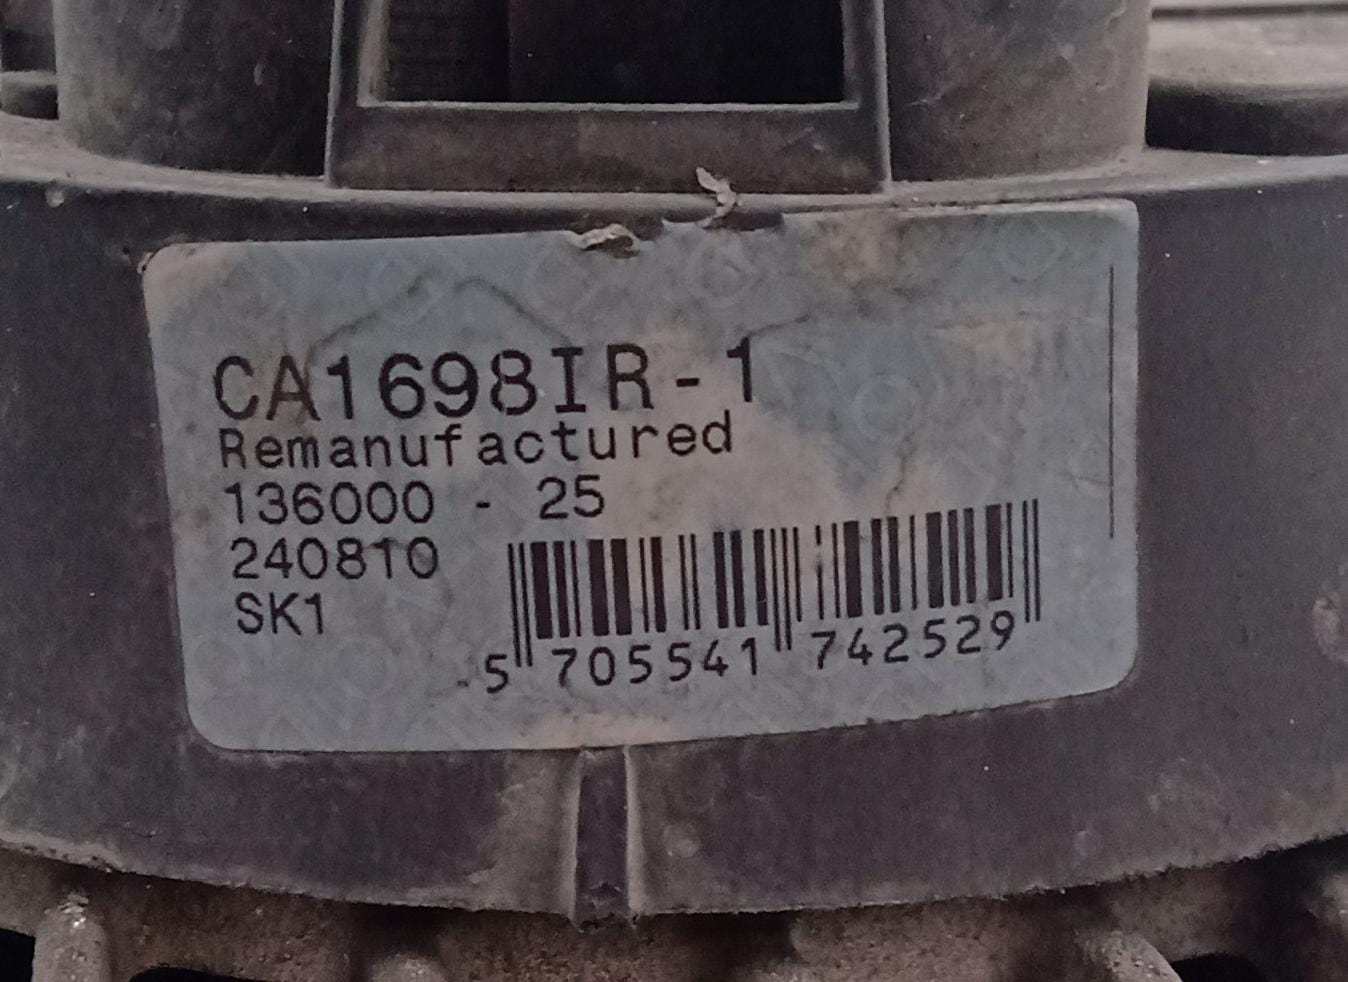 CA1698IR-1
Remanufactured
136000 - 25
240810
SK1
5 705541 742529